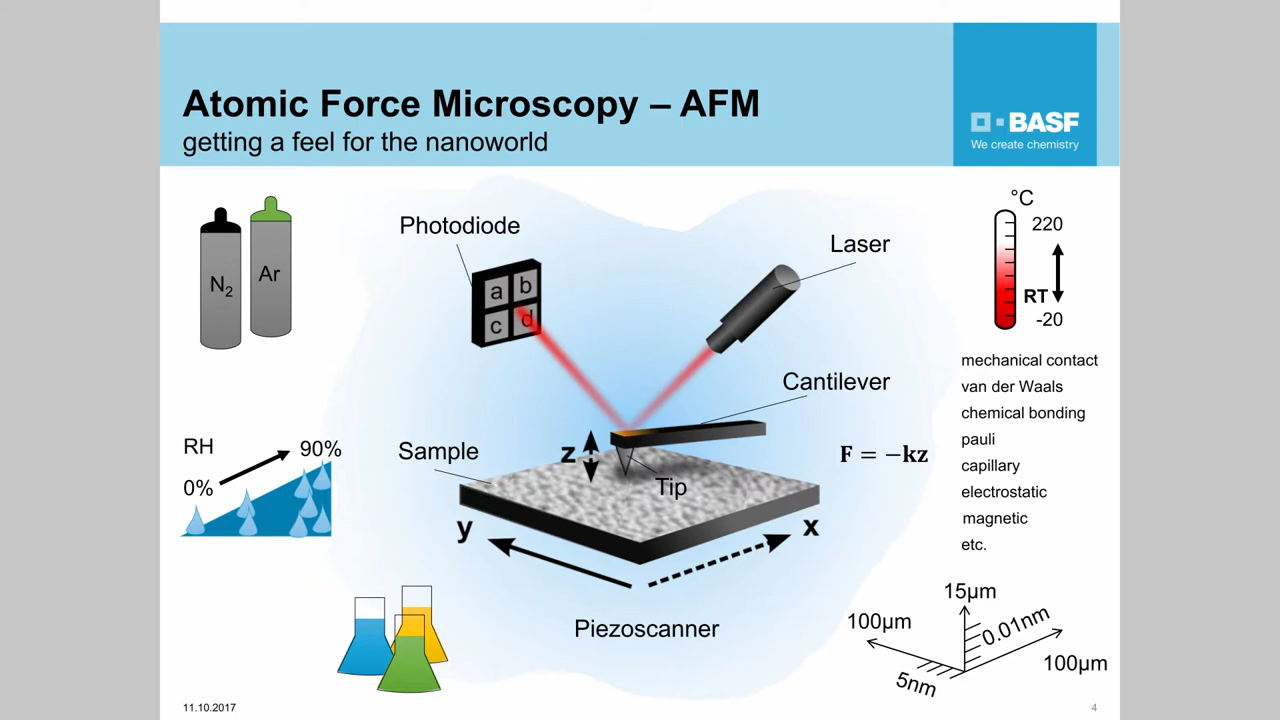 Atomic Force Microscopy – AFM
getting a feel for the nanoworld
BASF
We create chemistry
N2
Ar
Photodiode
a b
c d
Laser
°C
220
RT
-20
Cantilever
mechanical contact
van der Waals
chemical bonding
pauli
capillary
electrostatic
magnetic
etc.
RH
0%
90%
Sample
z
Tip
F = −kz
y
x
Piezoscanner
15µm
100µm
0.01nm
100µm
5nm
11.10.2017
4